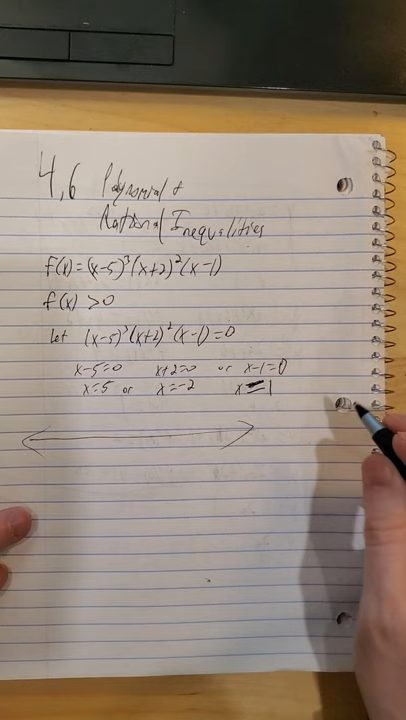 4,6 Polynomial &
Rational Inequalities
f(x)=(x-5)³(x+2)²(x-1)
f(x) >0
Let (x-5)³(x+2)²(x-1)=0
x-5=0 x+2=0 or x-1=0
x=5 or x=-2 x=1